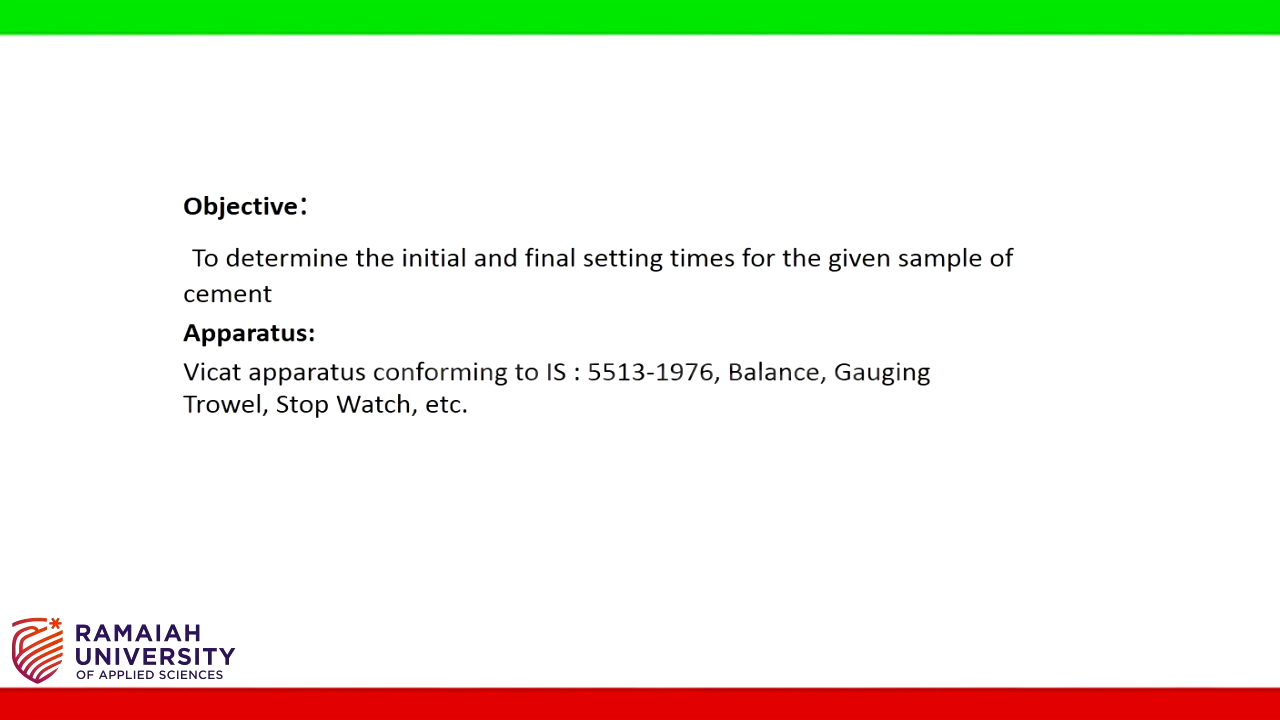 Objective:
To determine the initial and final setting times for the given sample of
cement
Apparatus:
Vicat apparatus conforming to IS : 5513-1976, Balance, Gauging
Trowel, Stop Watch, etc.
RAMAIAH
UNIVERSITY
OF APPLIED SCIENCES